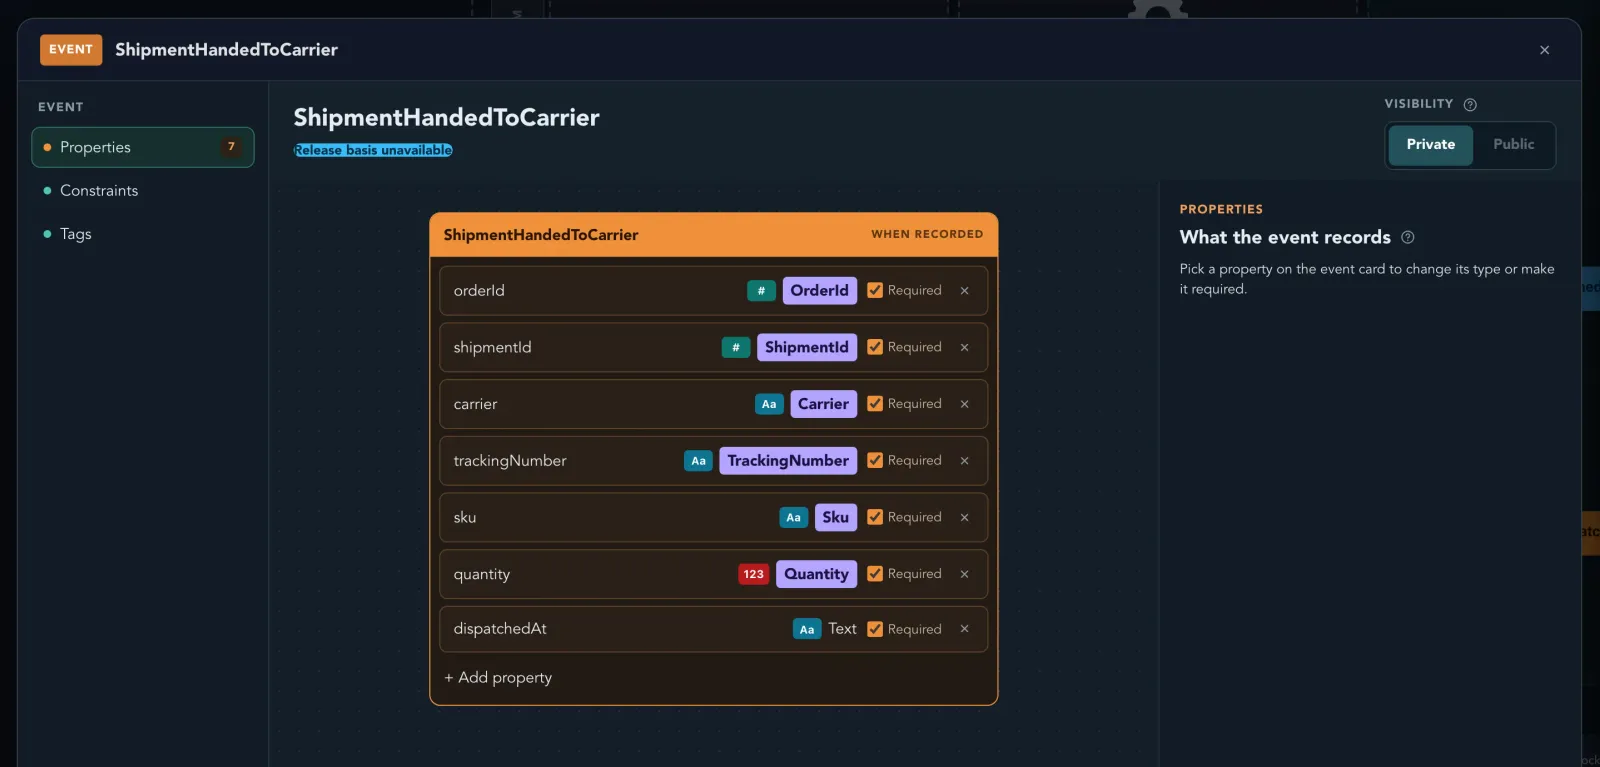 EVENT
ShipmentHandedToCarrier
×
EVENT
Properties
7
Constraints
Tags
ShipmentHandedToCarrier
Release basis unavailable
VISIBILITY ?
Private
Public
ShipmentHandedToCarrier
WHEN RECORDED
orderId
# OrderId Required ×
shipmentId
# ShipmentId Required ×
carrier
Aa Carrier Required ×
trackingNumber
Aa TrackingNumber Required ×
sku
Aa Sku Required ×
quantity
123 Quantity Required ×
dispatchedAt
Aa Text Required ×
+ Add property
PROPERTIES
What the event records ?
Pick a property on the event card to change its type or make
it required.